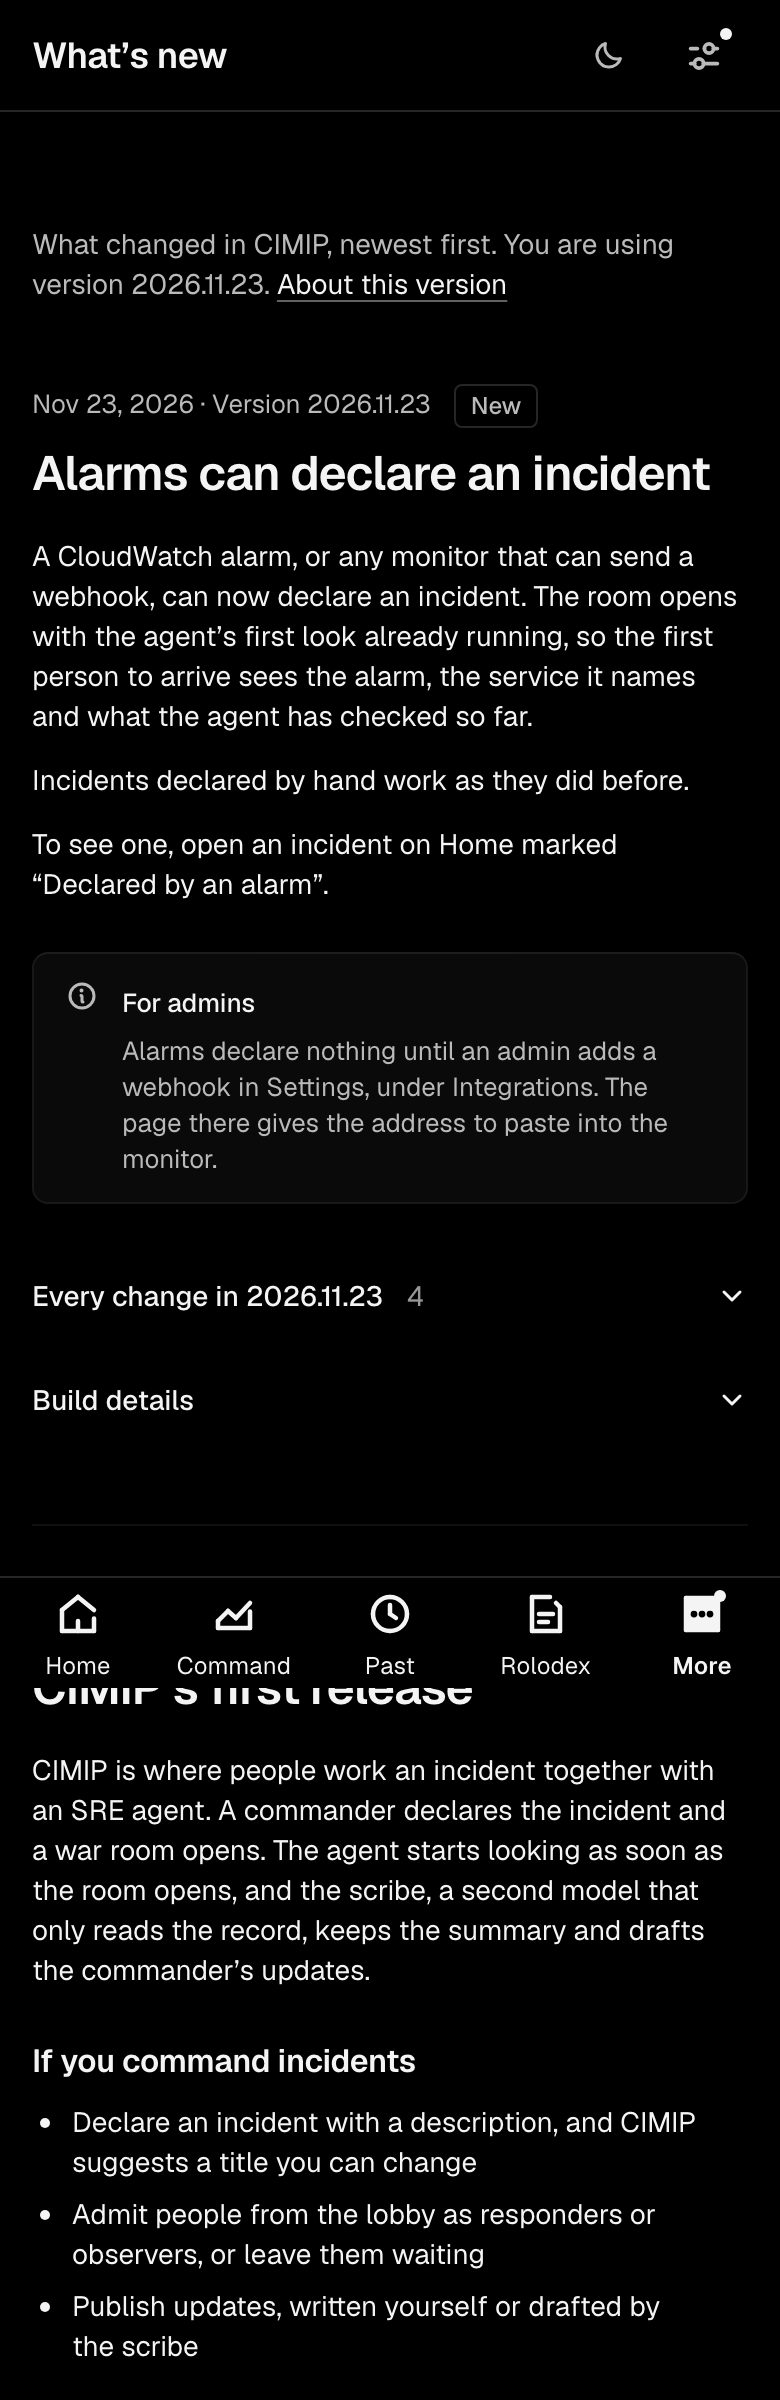 What’s new
What changed in CIMIP, newest first. You are using
version 2026.11.23. About this version
Nov 23, 2026 · Version 2026.11.23 New
Alarms can declare an incident
A CloudWatch alarm, or any monitor that can send a
webhook, can now declare an incident. The room opens
with the agent’s first look already running, so the first
person to arrive sees the alarm, the service it names
and what the agent has checked so far.
Incidents declared by hand work as they did before.
To see one, open an incident on Home marked
“Declared by an alarm”.
For admins
Alarms declare nothing until an admin adds a
webhook in Settings, under Integrations. The
page there gives the address to paste into the
monitor.
Every change in 2026.11.23 4
Build details
Home Command Past Rolodex More
CIMIP’s first release
CIMIP is where people work an incident together with
an SRE agent. A commander declares the incident and
a war room opens. The agent starts looking as soon as
the room opens, and the scribe, a second model that
only reads the record, keeps the summary and drafts
the commander’s updates.
If you command incidents
• Declare an incident with a description, and CIMIP
suggests a title you can change
• Admit people from the lobby as responders or
observers, or leave them waiting
• Publish updates, written yourself or drafted by
the scribe